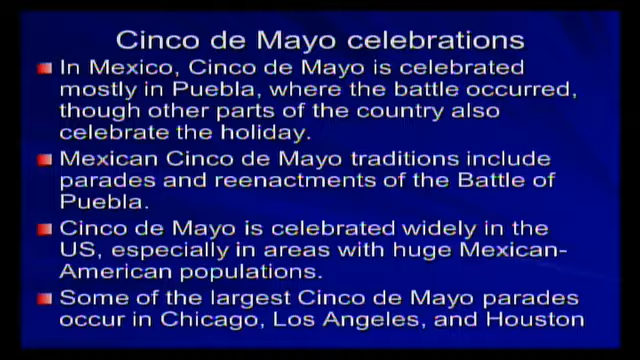 Cinco de Mayo celebrations
In Mexico, Cinco de Mayo is celebrated
mostly in Puebla, where the battle occurred,
though other parts of the country also
celebrate the holiday.
Mexican Cinco de Mayo traditions include
parades and reenactments of the Battle of
Puebla.
Cinco de Mayo is celebrated widely in the
US, especially in areas with huge Mexican-
American populations.
Some of the largest Cinco de Mayo parades
occur in Chicago, Los Angeles, and Houston